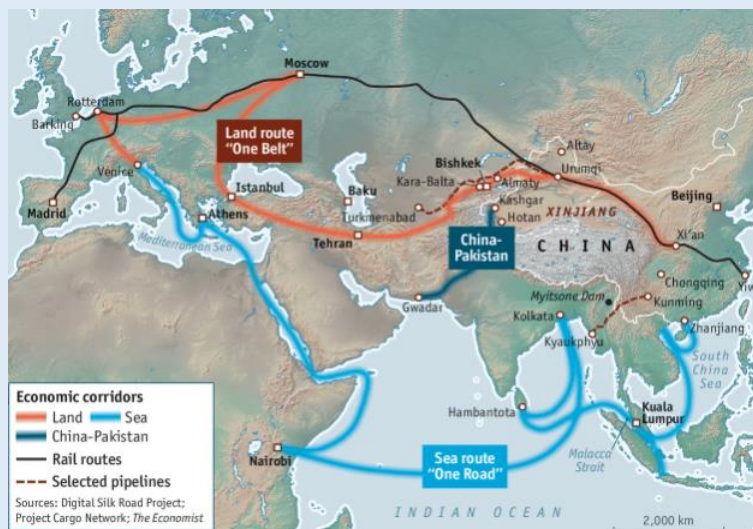 Moscow
Rotterdam
Barking
Land route
"One Belt"
Altay
Venice
Bishkek
Urumqi
Kara-Balta
Almaty
Istanbul
Baku
Kashgar
Beijing
Madrid
Athens
Turkmenabad
XINJIANG
Hotan
Mediterranean Sea
Tehran
China-
Pakistan
CHINA
Xi'an
Yiw
Chongqing
Gwadar
Myitsone Dam
Kunming
Kolkata
Zhanjiang
Kyaukphyu
South
China
Sea
Economic corridors
Land Sea
China-Pakistan
Rail routes
Selected pipelines
Sources: Digital Silk Road Project;
Project Cargo Network; The Economist
Hambantota
Kuala
Lumpur
Nairobi
Sea route
"One Road"
Malacca
Strait
INDIAN OCEAN
2,000 km